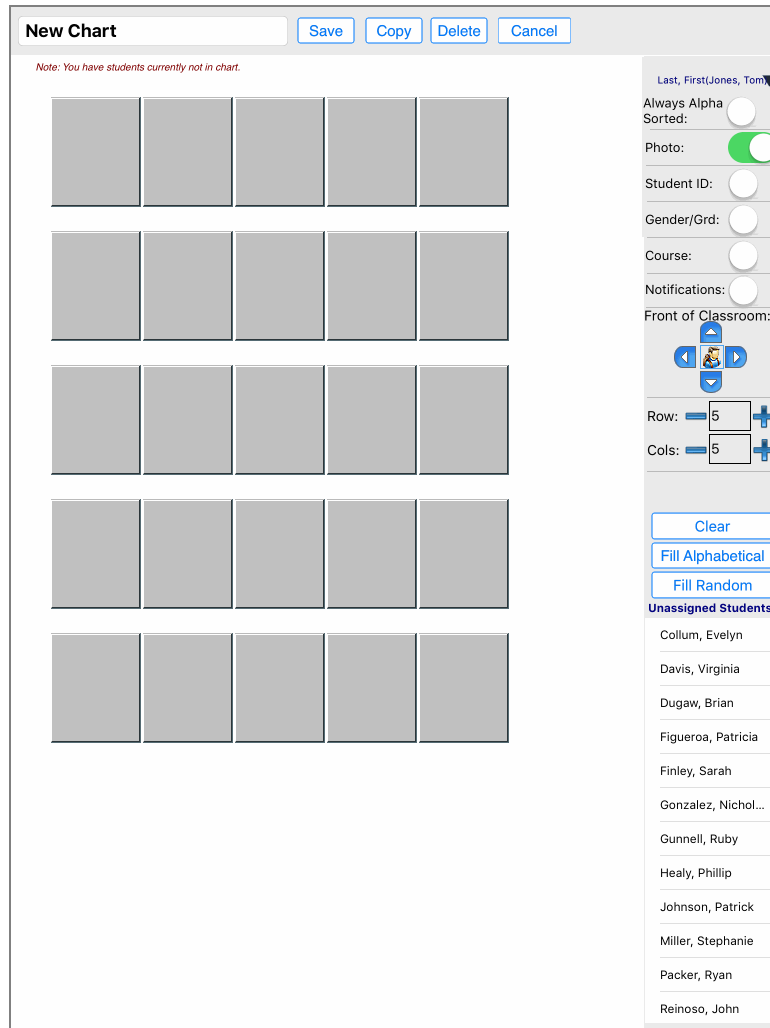 New Chart
Save
Copy
Delete
Cancel
Note: You have students currently not in chart.
Last, First(Jones, Tom)
Always Alpha
Sorted:
Photo:
Student ID:
Gender/Grd:
Course:
Notifications:
Front of Classroom:
Row:
5
Cols:
5
Clear
Fill Alphabetical
Fill Random
Unassigned Students
Collum, Evelyn
Davis, Virginia
Dugaw, Brian
Figueroa, Patricia
Finley, Sarah
Gonzalez, Nichol...
Gunnell, Ruby
Healy, Phillip
Johnson, Patrick
Miller, Stephanie
Packer, Ryan
Reinoso, John